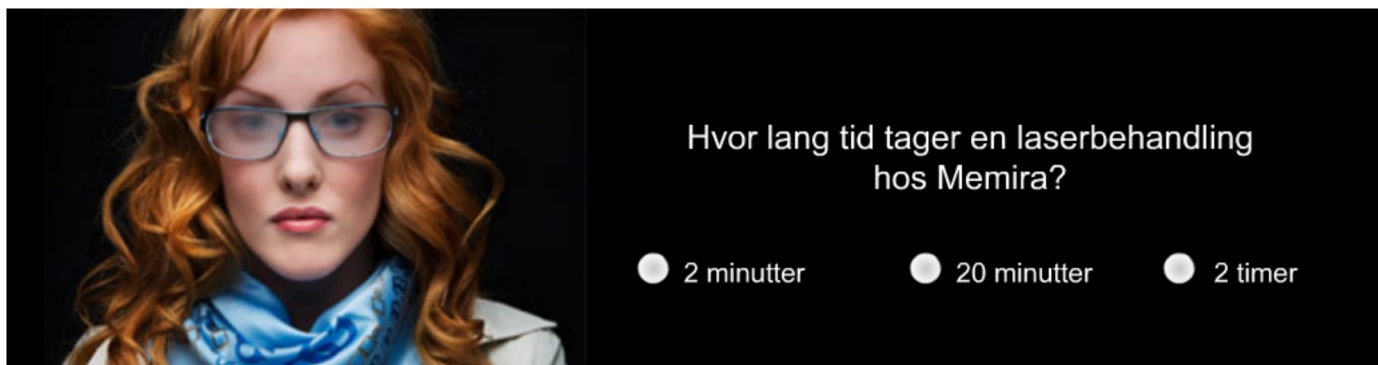 Hvor lang tid tager en laserbehandling
hos Memira?
2 minutter
20 minutter
2 timer